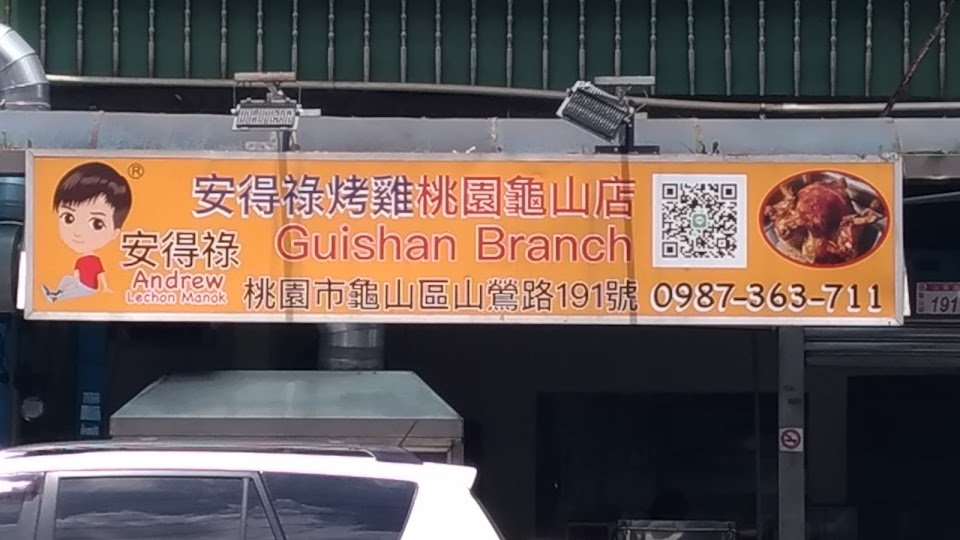 ®
安得祿烤雞桃園龜山店
安得祿
Guishan Branch
Andrew
Lechon Manok
桃園市龜山區山鶯路191號 0987-363-711
191